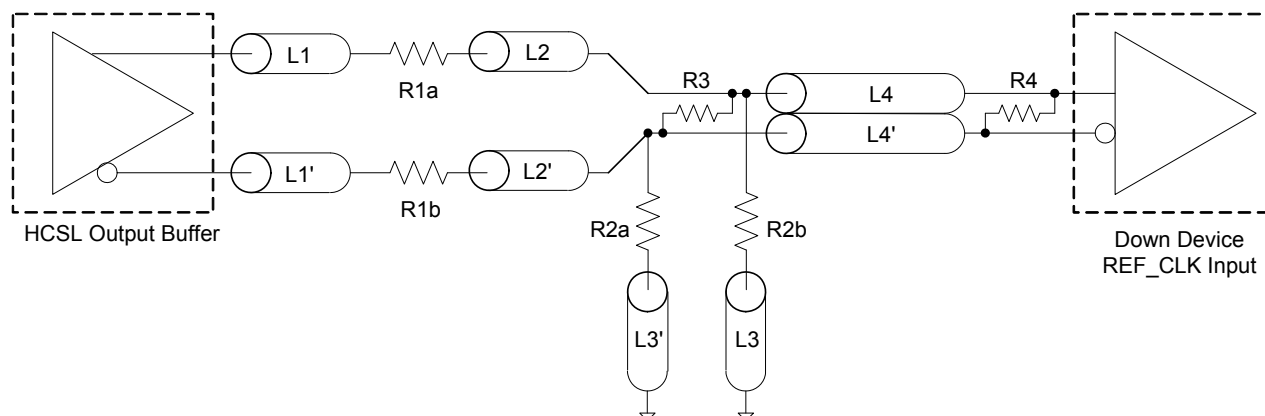 L1
R1a
L2
R3
L4
R4
L4'
L1'
R1b
L2'
HCSL Output Buffer
R2a
R2b
Down Device
REF_CLK Input
L3'
L3